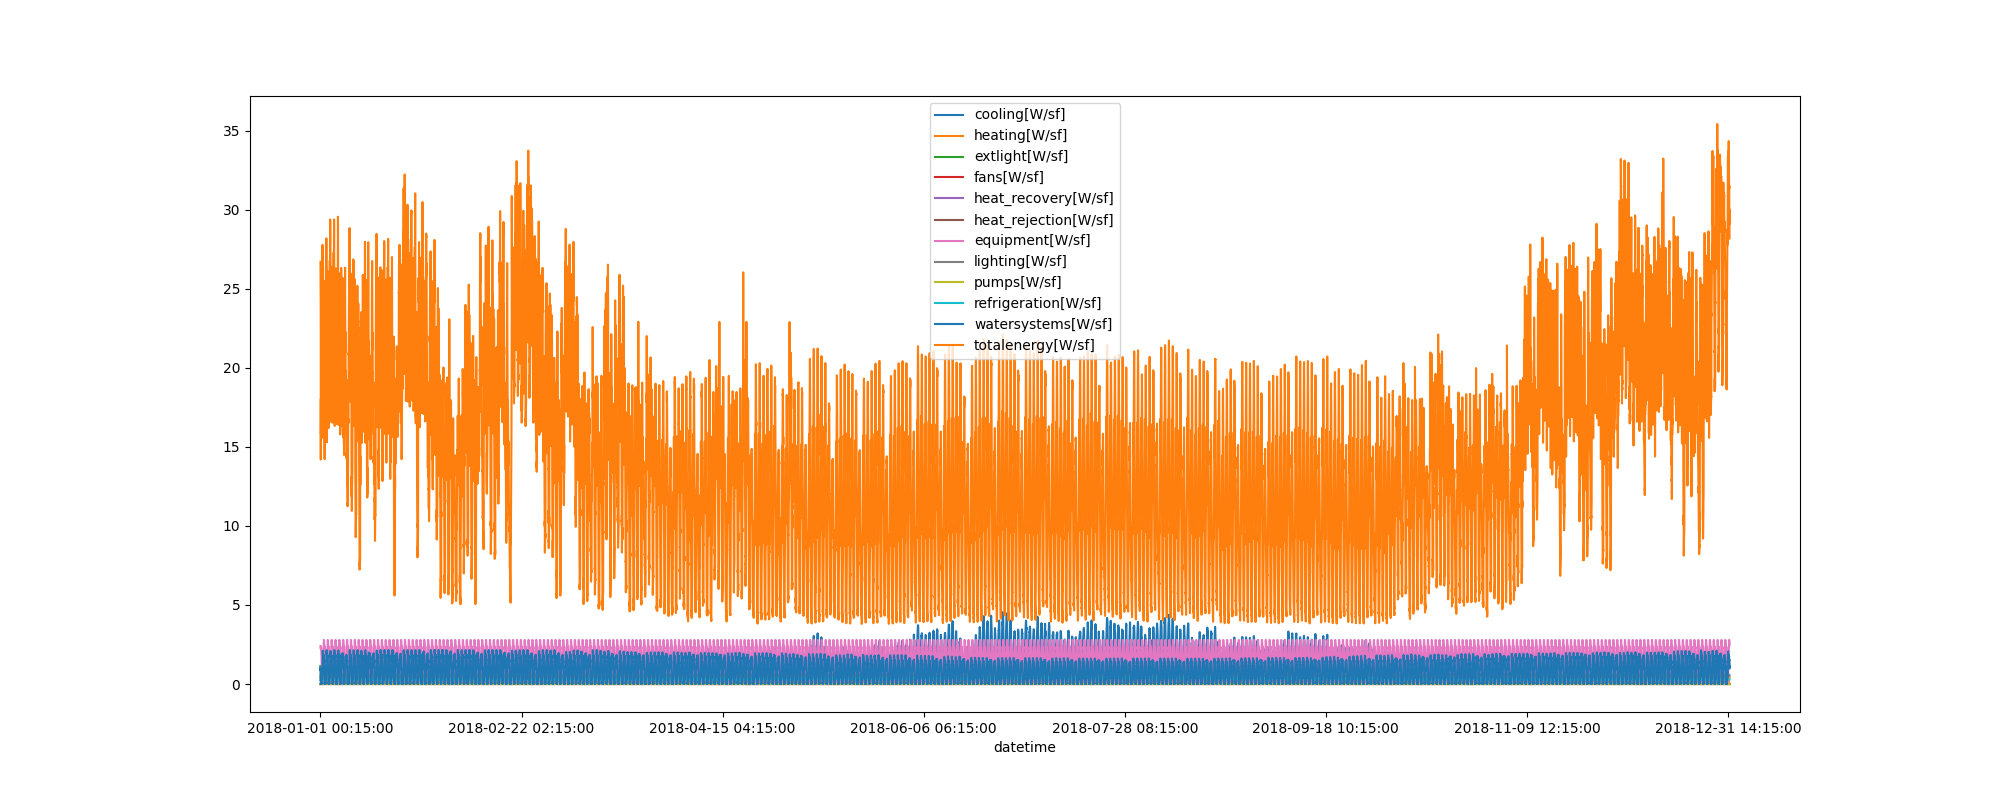 35
30
25
20
15
10
5
0
cooling[W/sf]
heating[W/sf]
extlight[W/sf]
fans[W/sf]
heat_recovery[W/sf]
heat_rejection[W/sf]
equipment[W/sf]
lighting[W/sf]
pumps[W/sf]
refrigeration[W/sf]
watersystems[W/sf]
totalenergy[W/sf]
2018-01-01 00:15:00
2018-02-22 02:15:00
2018-04-15 04:15:00
2018-06-06 06:15:00
2018-07-28 08:15:00
2018-09-18 10:15:00
2018-11-09 12:15:00
2018-12-31 14:15:00
datetime